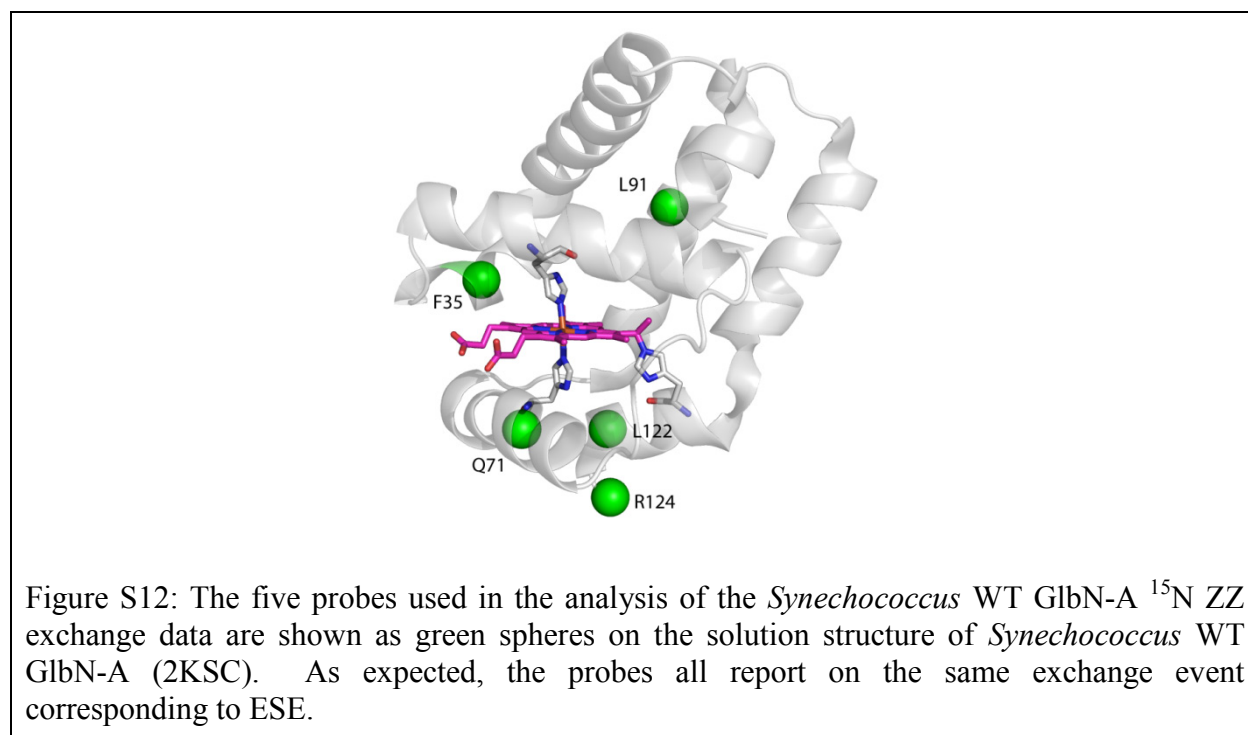 L91
F35
L122
Q71
R124
Figure S12: The five probes used in the analysis of the Synechococcus WT GlbN-A ¹⁵N ZZ
exchange data are shown as green spheres on the solution structure of Synechococcus WT
GlbN-A (2KSC). As expected, the probes all report on the same exchange event
corresponding to ESE.